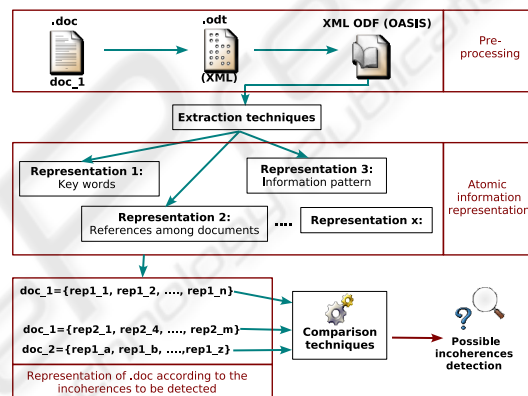 .doc
.odt
XML ODF (OASIS)
doc_1
(XML)
Pre-
processing
Extraction techniques
Representation 1:
Key words
Representation 3:
Information pattern
Representation 2:
References among documents
....
Representation x:
Atomic
information
representation
doc_1={rep1_1, rep1_2, ...., rep1_n}
doc_1={rep2_1, rep2_4, ...., rep2_m}
doc_2={rep1_a, rep1_b, ....,rep1_z}
Comparison
techniques
Possible
incoherences
detection
Representation of .doc according to the
incoherences to be detected